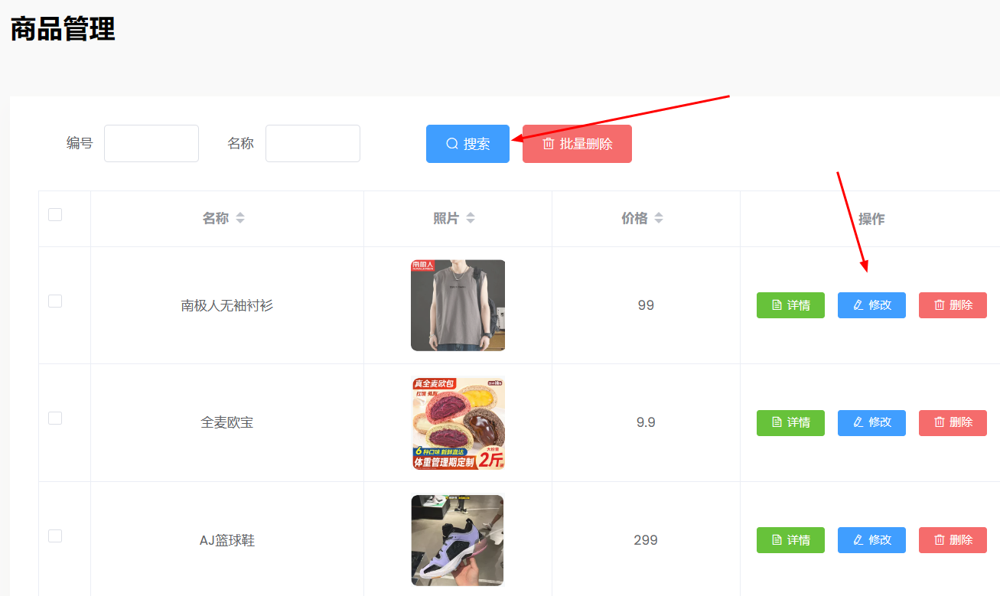 商品管理
编号 名称 搜索 批量删除
名称 照片 价格 操作
南极人
NANJIREN
南极人无袖衬衫 99 详情 修改 删除
真全麦欧包
全麦欧宝 9.9 详情 修改 删除
6种口味 新鲜直达
大份量
体重管理期定制 2斤
AJ篮球鞋 299 详情 修改 删除